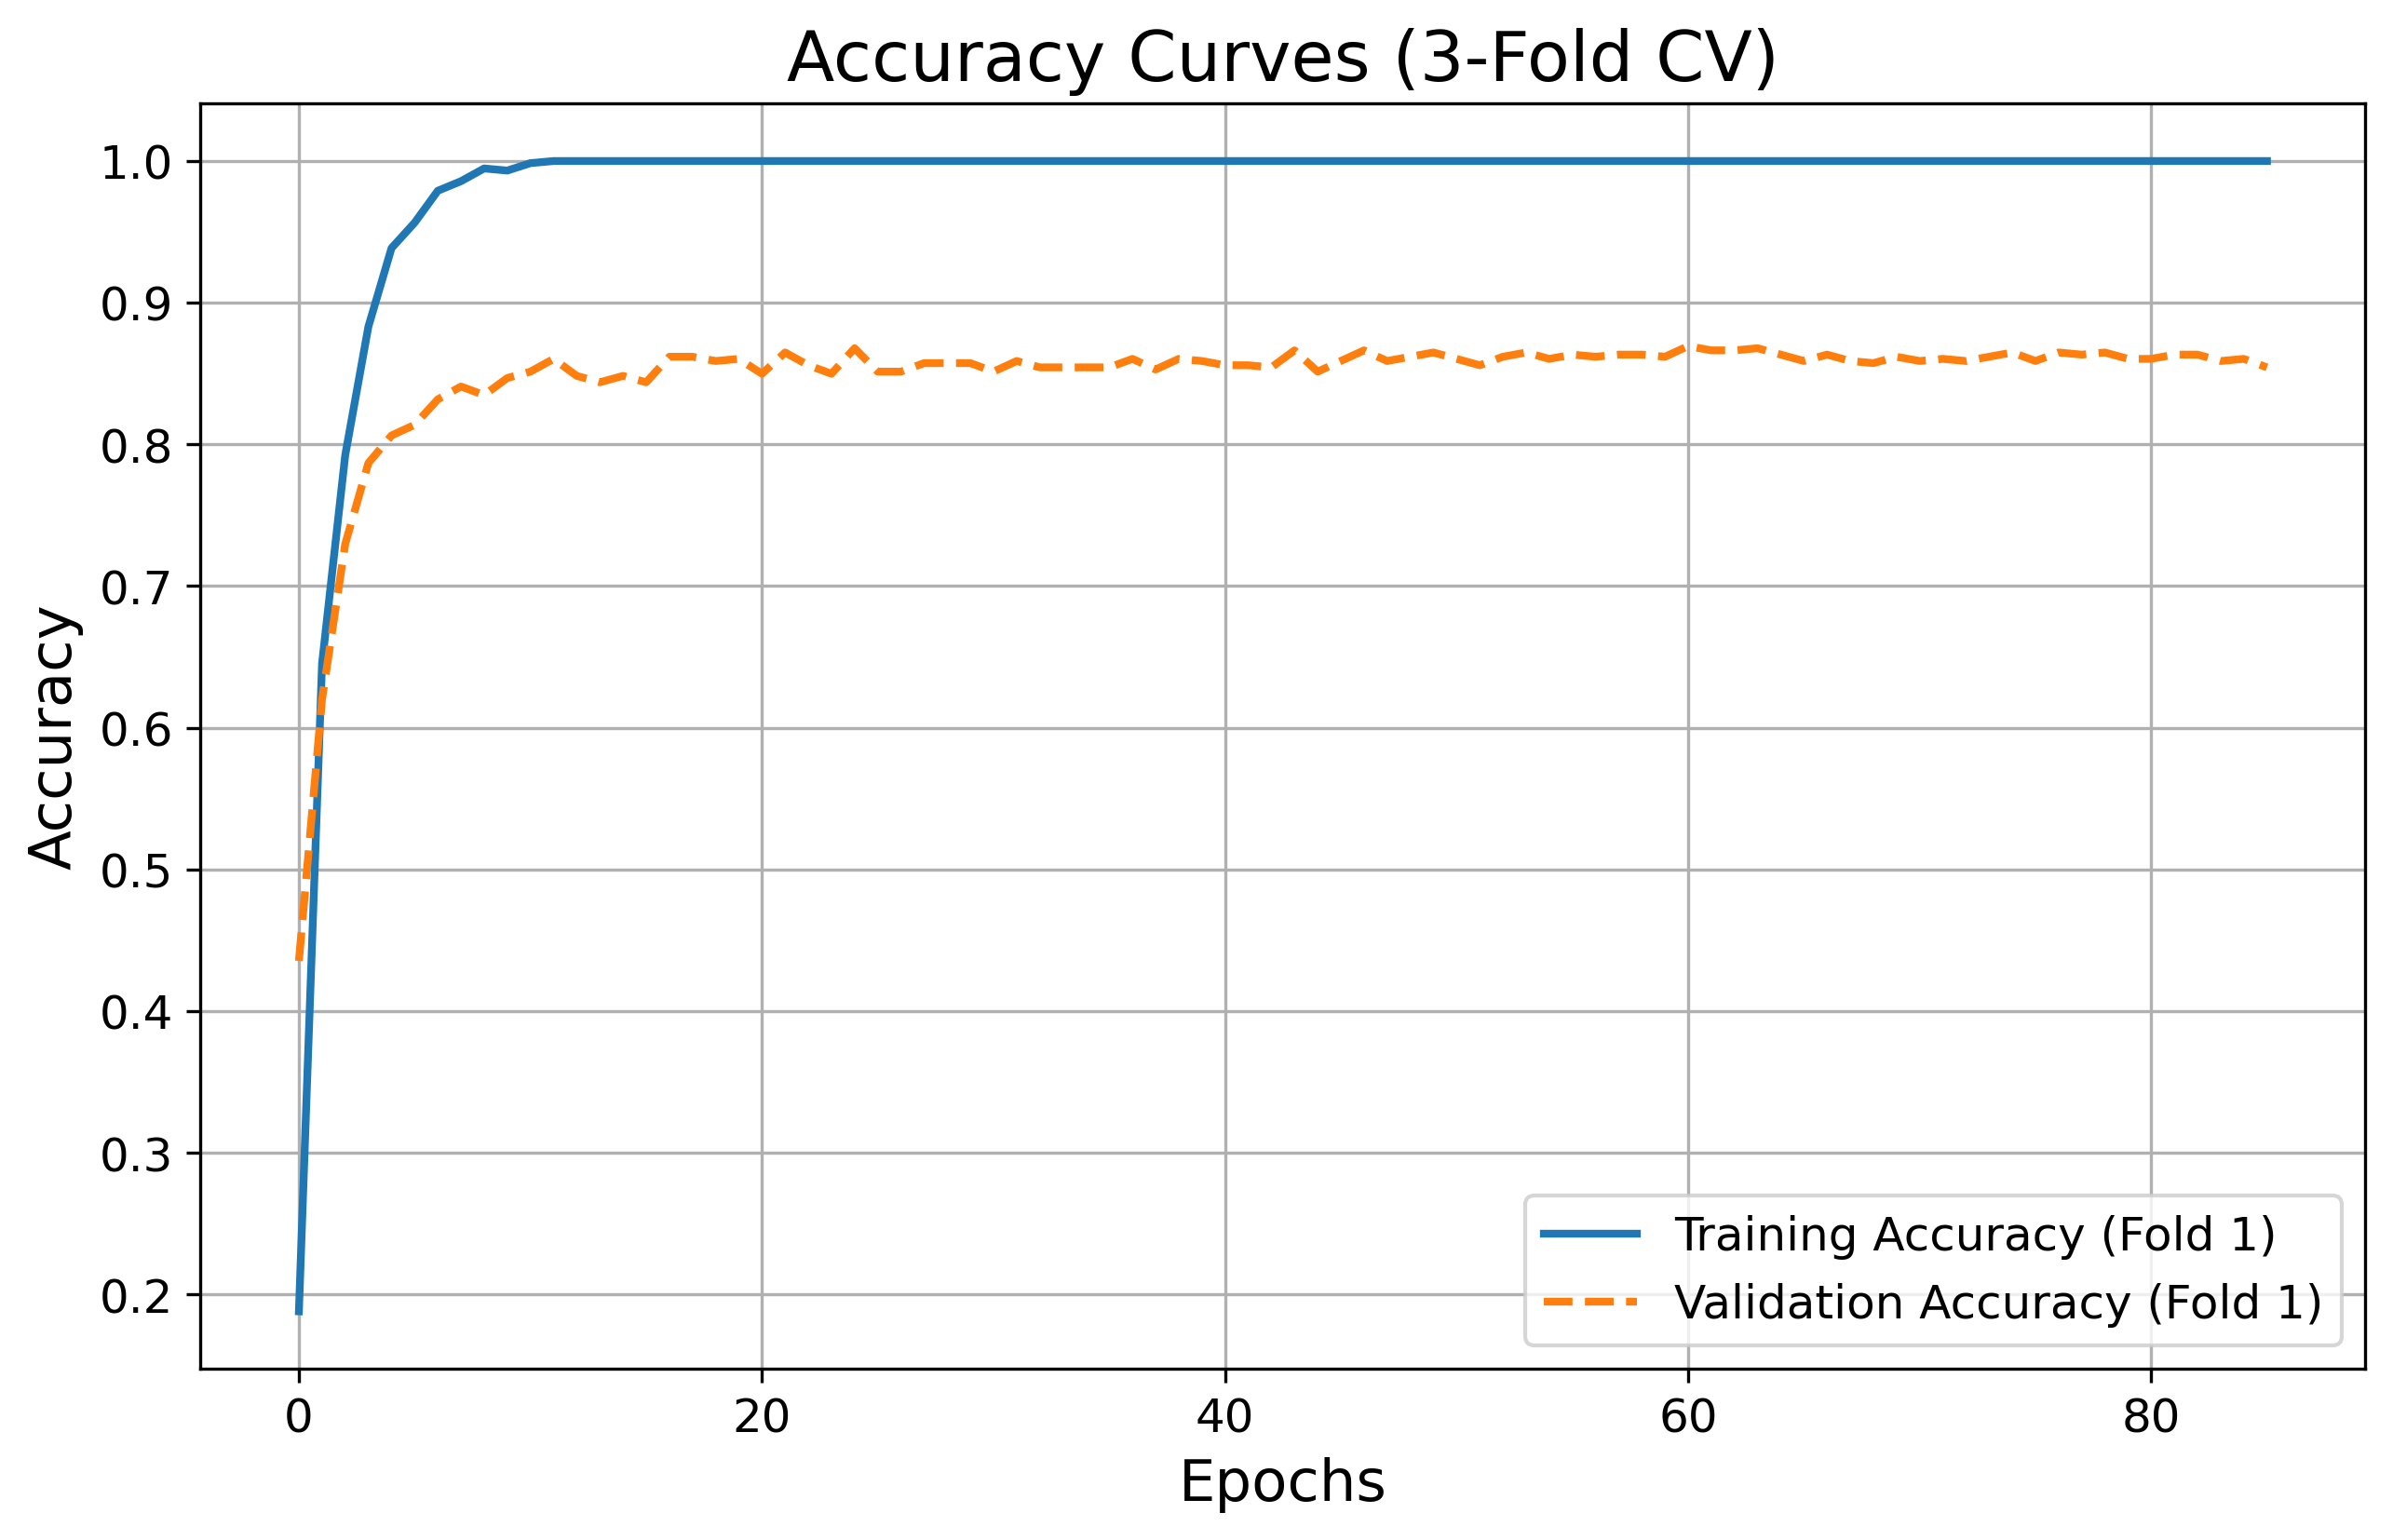 Accuracy Curves (3-Fold CV)
1.0
0.9
0.8
0.7
0.6
0.5
0.4
0.3
0.2
Accuracy
Training Accuracy (Fold 1)
Validation Accuracy (Fold 1)
0 20 40 60 80
Epochs